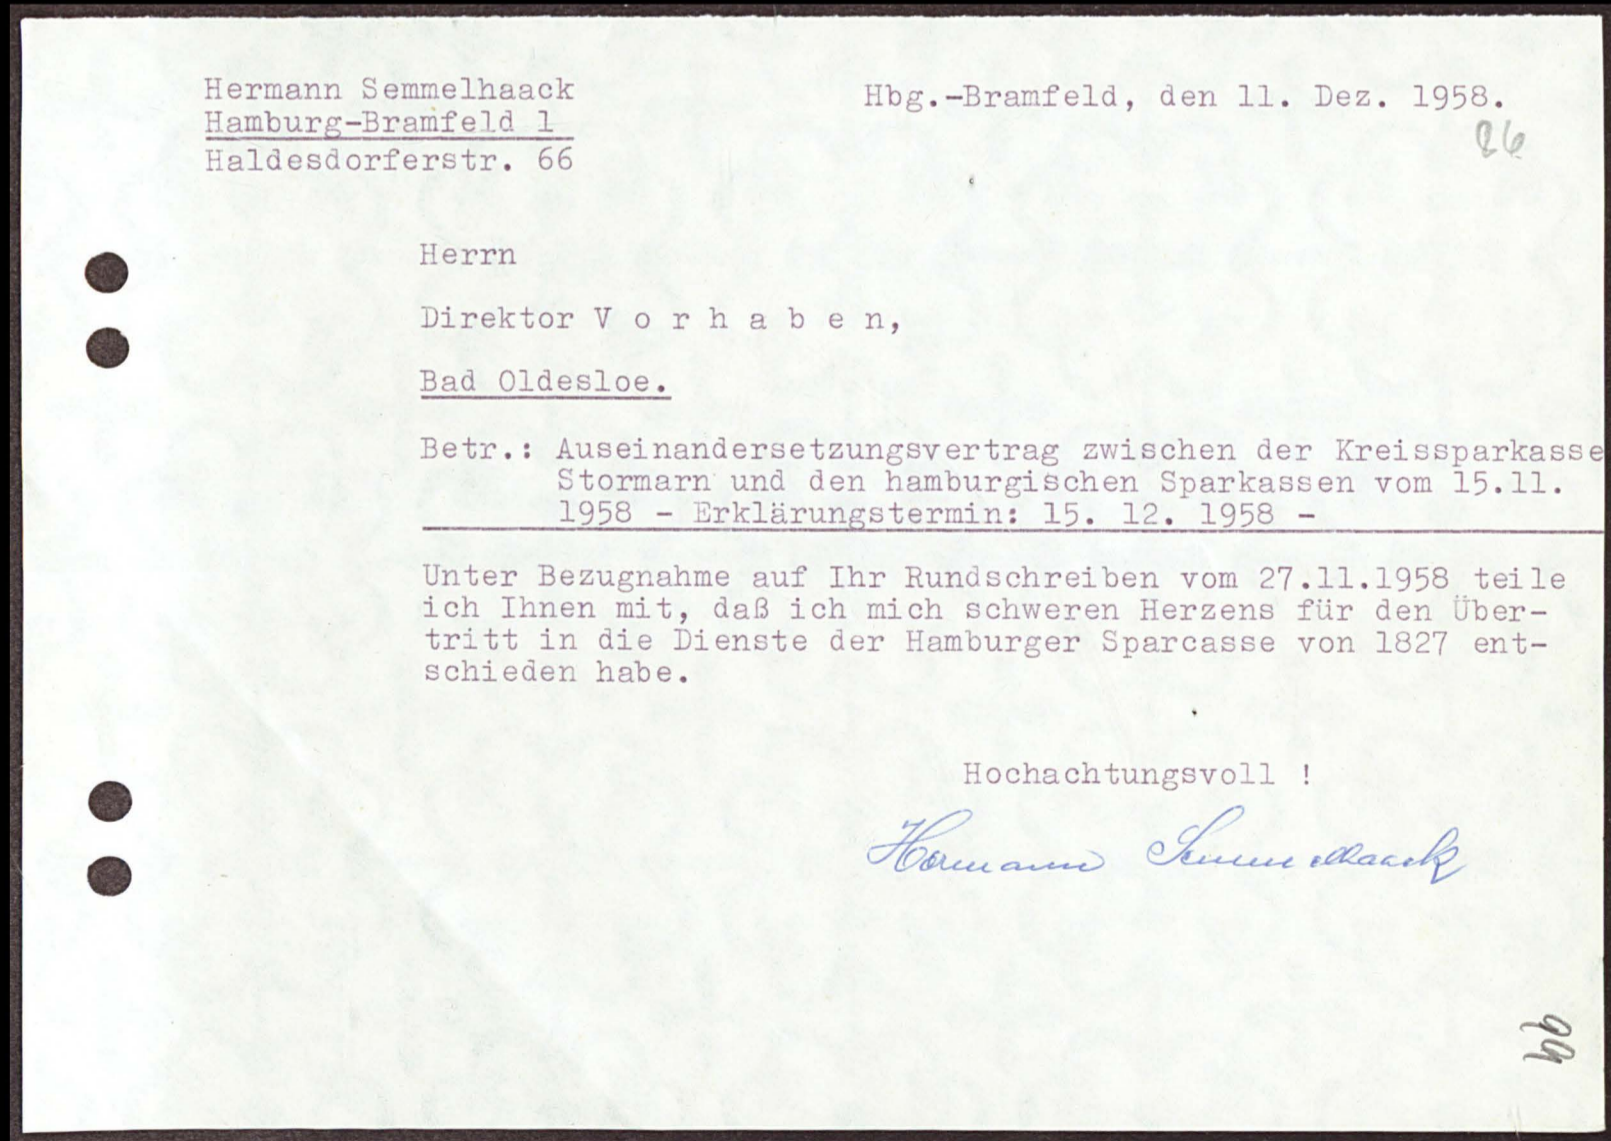 Hermann Semmelhaack
Hamburg-Bramfeld 1
Haldesdorferstr. 66
Hbg.-Bramfeld, den 11. Dez. 1958.
26
Herrn
Direktor V o r h a b e n,
Bad Oldesloe.
Betr.: Auseinandersetzungsvertrag zwischen der Kreissparkasse
Stormarn und den hamburgischen Sparkassen vom 15.11.
1958 - Erklärungstermin: 15. 12. 1958 -
Unter Bezugnahme auf Ihr Rundschreiben vom 27.11.1958 teile
ich Ihnen mit, daß ich mich schweren Herzens für den Über-
tritt in die Dienste der Hamburger Sparcasse von 1827 ent-
schieden habe.
Hochachtungsvoll !
Hermann Semmelhaack
99